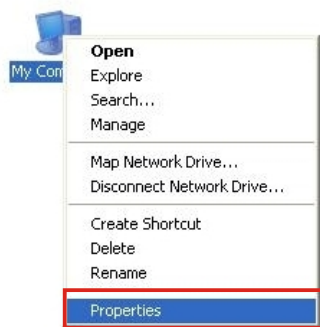 My Com
Open
Explore
Search...
Manage
Map Network Drive...
Disconnect Network Drive...
Create Shortcut
Delete
Rename
Properties